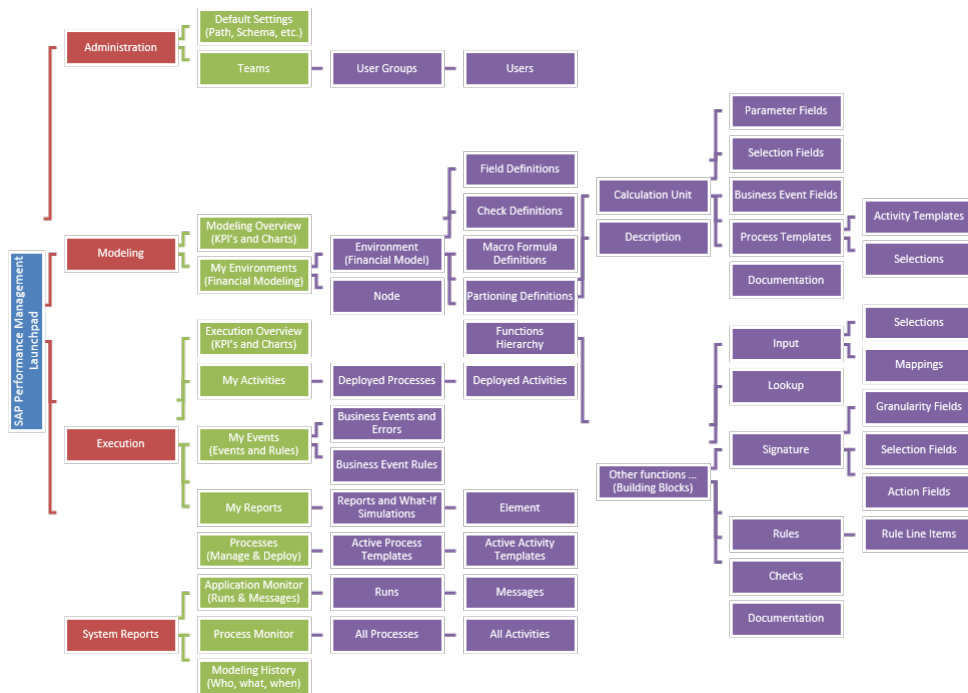 SAP Performance Management
Launchpad
Administration
Default Settings
(Path, Schema, etc.)
Teams
User Groups
Users
Modeling
Modeling Overview
(KPI's and Charts)
My Environments
(Financial Modeling)
Environment
(Financial Model)
Node
Field Definitions
Check Definitions
Macro Formula
Definitions
Partioning Definitions
Functions
Hierarchy
Calculation Unit
Description
Parameter Fields
Selection Fields
Business Event Fields
Process Templates
Documentation
Activity Templates
Selections
Execution
Execution Overview
(KPI's and Charts)
My Activities
Deployed Processes
Deployed Activities
My Events
(Events and Rules)
Business Events and
Errors
Business Event Rules
My Reports
Reports and What-If
Simulations
Element
Processes
(Manage & Deploy)
Active Process
Templates
Active Activity
Templates
Other functions ...
(Building Blocks)
Input
Selections
Mappings
Lookup
Signature
Granularity Fields
Selection Fields
Action Fields
Rules
Rule Line Items
Checks
Documentation
System Reports
Application Monitor
(Runs & Messages)
Runs
Messages
Process Monitor
All Processes
All Activities
Modeling History
(Who, what, when)